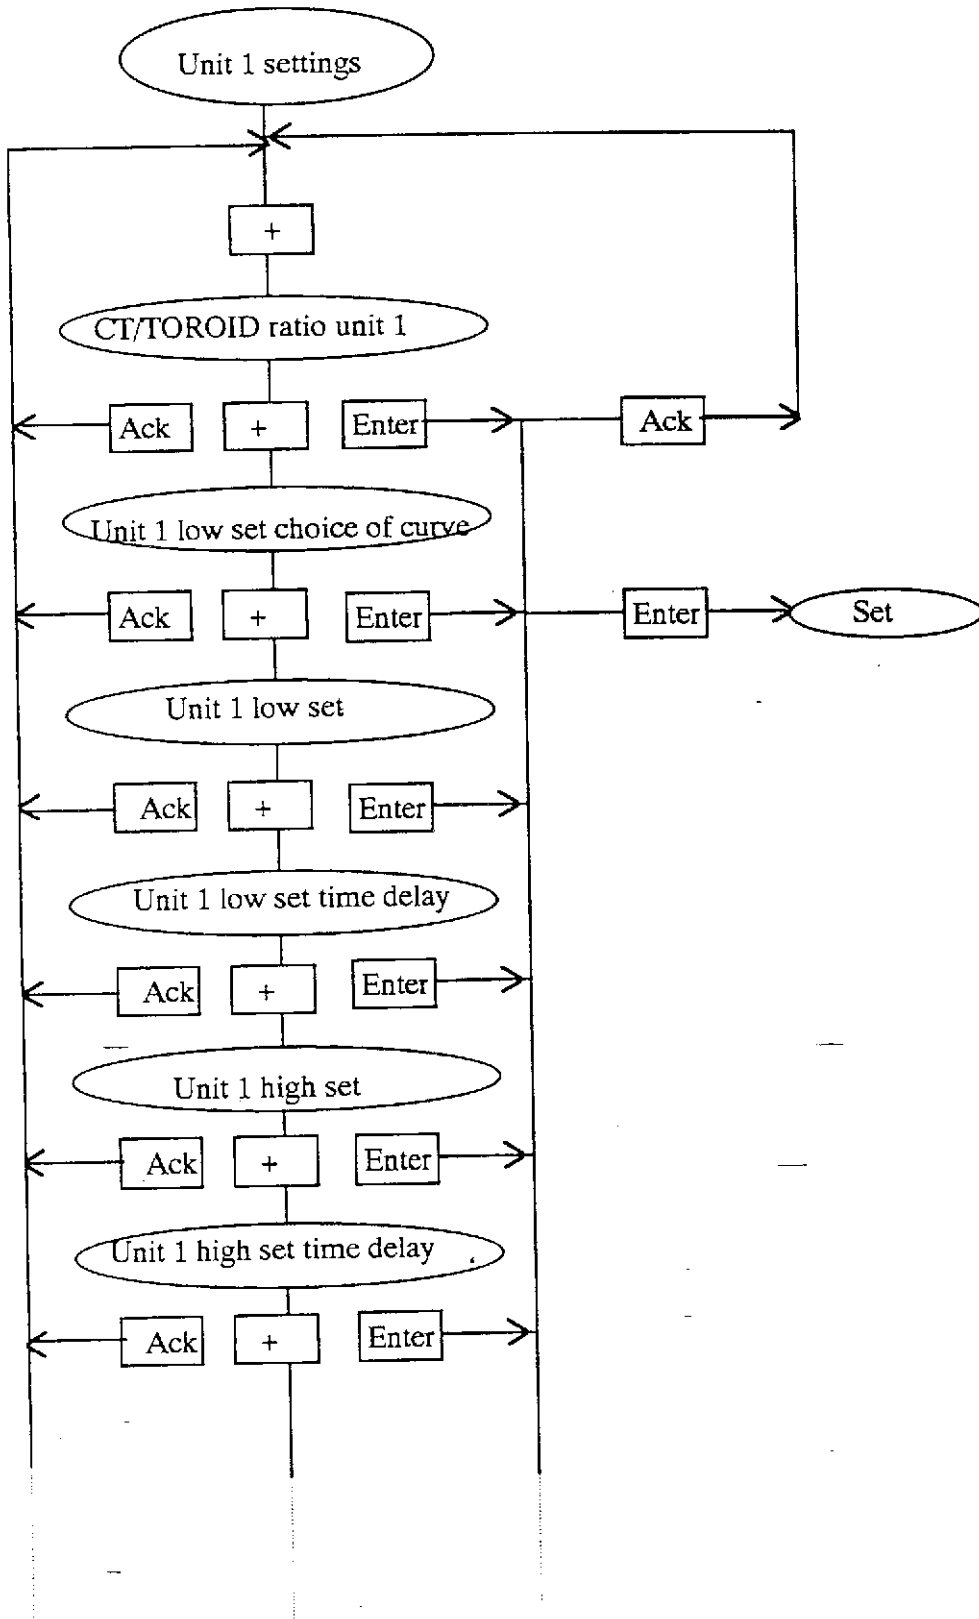 Unit 1 settings
+
CT/TOROID ratio unit 1
Ack + Enter Ack
Unit 1 low set choice of curve
Ack + Enter Enter Set
Unit 1 low set
Ack + Enter
Unit 1 low set time delay
Ack + Enter
Unit 1 high set
Ack + Enter
Unit 1 high set time delay
Ack + Enter